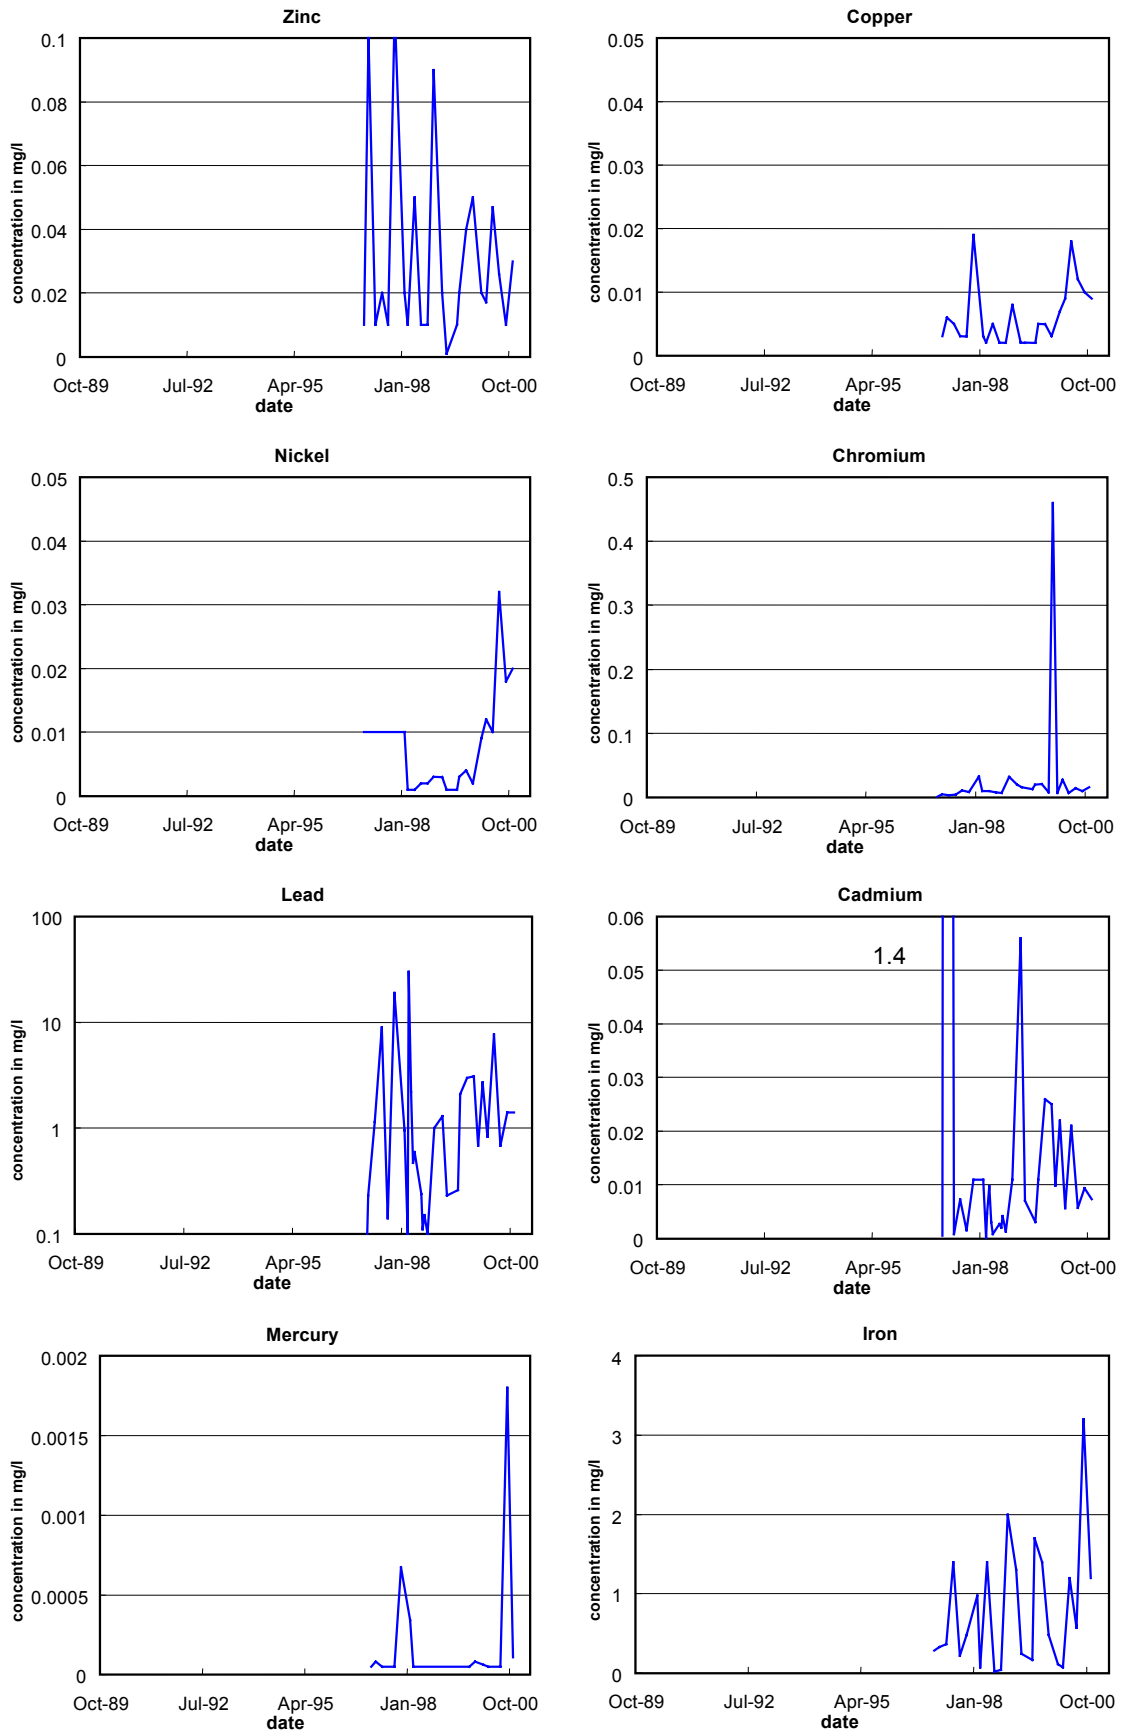 Zinc
0.1
0.08
0.06
0.04
0.02
0
concentration in mg/l
Oct-89 Jul-92 Apr-95 Jan-98 Oct-00
date
Copper
0.05
0.04
0.03
0.02
0.01
0
concentration in mg/l
Oct-89 Jul-92 Apr-95 Jan-98 Oct-00
date
Nickel
0.05
0.04
0.03
0.02
0.01
0
concentration in mg/l
Oct-89 Jul-92 Apr-95 Jan-98 Oct-00
date
Chromium
0.5
0.4
0.3
0.2
0.1
0
concentration in mg/l
Oct-89 Jul-92 Apr-95 Jan-98 Oct-00
date
Lead
100
10
1
0.1
concentration in mg/l
Oct-89 Jul-92 Apr-95 Jan-98 Oct-00
date
Cadmium
0.06
0.05
0.04
0.03
0.02
0.01
0
1.4
concentration in mg/l
Oct-89 Jul-92 Apr-95 Jan-98 Oct-00
date
Mercury
0.002
0.0015
0.001
0.0005
0
concentration in mg/l
Oct-89 Jul-92 Apr-95 Jan-98 Oct-00
date
Iron
4
3
2
1
0
concentration in mg/l
Oct-89 Jul-92 Apr-95 Jan-98 Oct-00
date